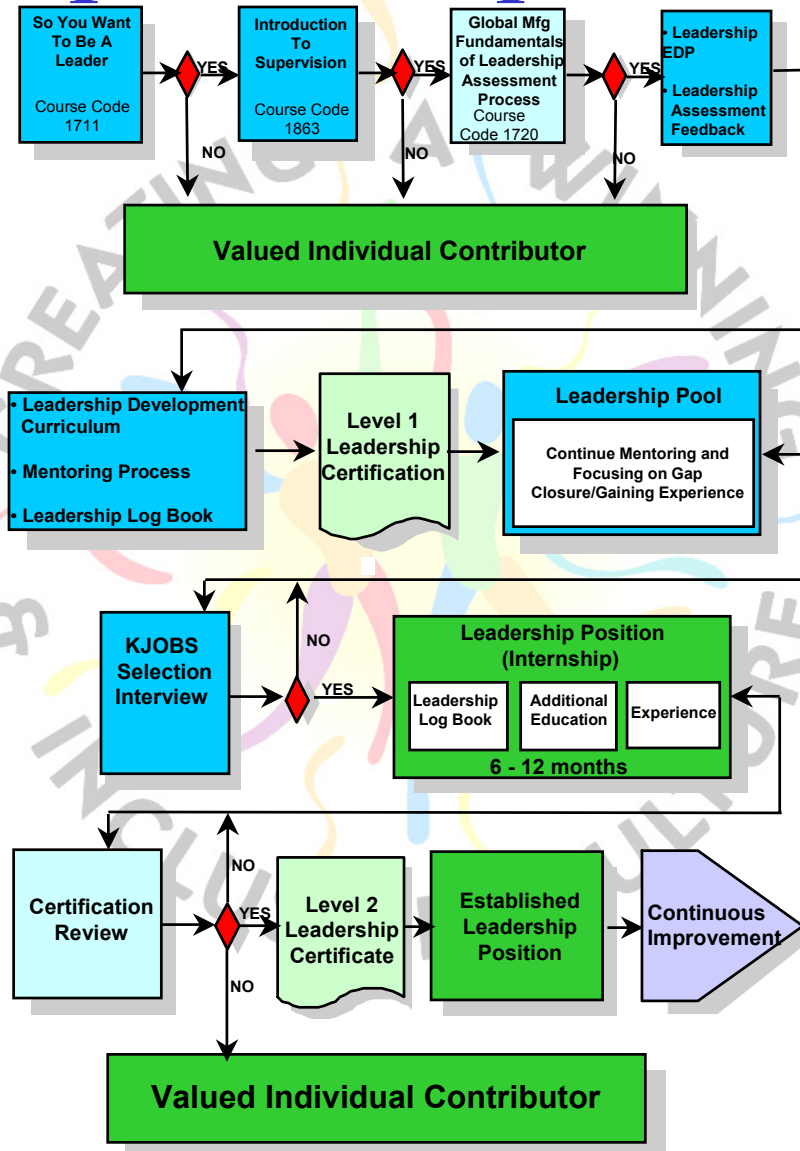 So You Want
To Be A
Leader
Course Code
1711
YES
NO
Introduction
To
Supervision
Course Code
1863
YES
NO
Global Mfg
Fundamentals
of Leadership
Assessment
Process
Course
Code 1720
YES
NO
• Leadership
EDP
• Leadership
Assessment
Feedback
Valued Individual Contributor
• Leadership Development
Curriculum
• Mentoring Process
• Leadership Log Book
Level 1
Leadership
Certification
Leadership Pool
Continue Mentoring and
Focusing on Gap
Closure/Gaining Experience
KJOBS
Selection
Interview
NO
YES
Leadership Position
(Internship)
Leadership
Log Book
Additional
Education
Experience
6 - 12 months
Certification
Review
NO
YES
NO
Level 2
Leadership
Certificate
Established
Leadership
Position
Continuous
Improvement
Valued Individual Contributor
CREATING A WINNING
&
INCLU